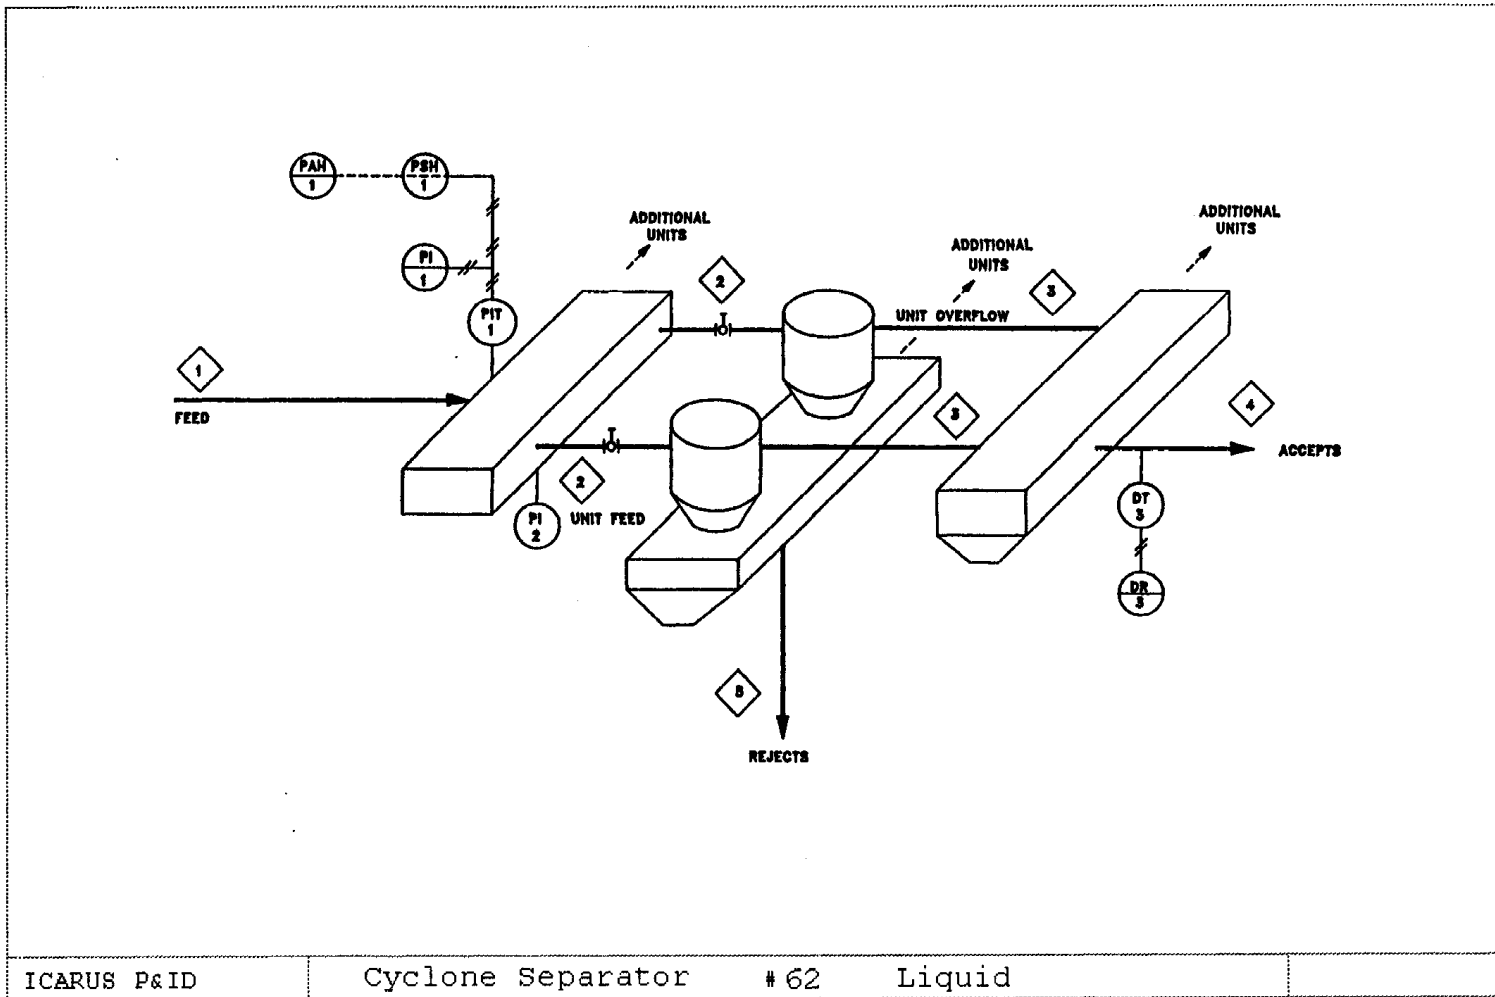 PAH
1
PSH
1
ADDITIONAL
UNITS
ADDITIONAL
UNITS
ADDITIONAL
UNITS
PI
1
2
3
PIT
1
UNIT OVERFLOW
1
FEED
3
4
ACCEPTS
2
PI
2
UNIT FEED
DT
3
DR
3
5
REJECTS
ICARUS P&ID
Cyclone Separator #62 Liquid